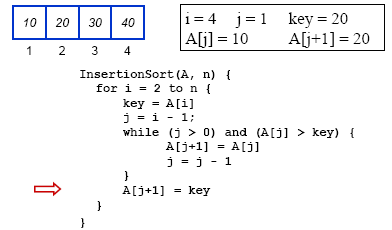 10 20 30 40
1 2 3 4
i = 4 j = 1 key = 20
A[j] = 10 A[j+1] = 20
InsertionSort(A, n) {
for i = 2 to n {
key = A[i]
j = i - 1;
while (j > 0) and (A[j] > key) {
A[j+1] = A[j]
j = j - 1
}
A[j+1] = key
}
}